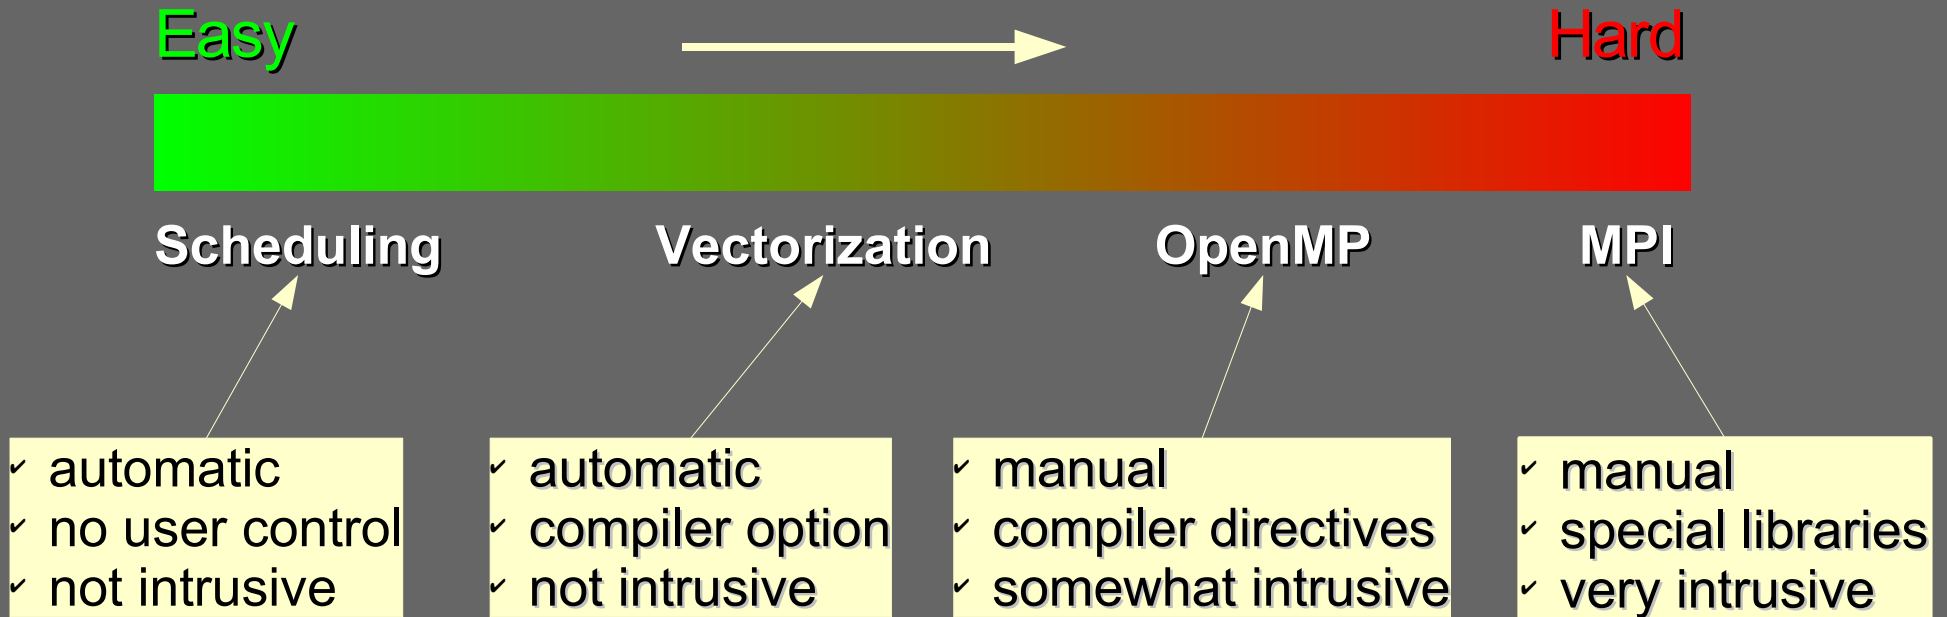 Easy
Hard
Scheduling
Vectorization
OpenMP
MPI
✔ automatic
✔ no user control
✔ not intrusive
✔ automatic
✔ compiler option
✔ not intrusive
✔ manual
✔ compiler directives
✔ somewhat intrusive
✔ manual
✔ special libraries
✔ very intrusive